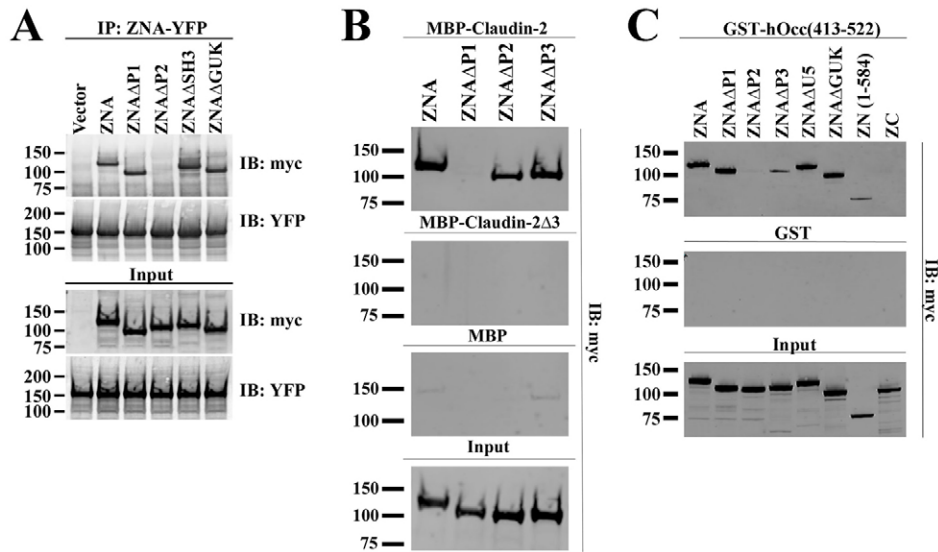 A
IP: ZNA-YFP
Vector
ZNA
ZNAΔP1
ZNAΔP2
ZNAΔSH3
ZNAΔGUK
150
100
75
IB: myc
200
150
100
IB: YFP
Input
150
100
75
IB: myc
200
150
100
IB: YFP
B
MBP-Claudin-2
ZNA
ZNAΔP1
ZNAΔP2
ZNAΔP3
150
100
75
MBP-Claudin-2Δ3
150
100
75
MBP
150
100
Input
150
100
75
IB: myc
C
GST-hOcc(413-522)
ZNA
ZNAΔP1
ZNAΔP2
ZNAΔP3
ZNAΔU5
ZNAΔGUK
ZN (1-584)
ZC
150
100
75
GST
150
100
75
Input
150
100
75
IB: myc